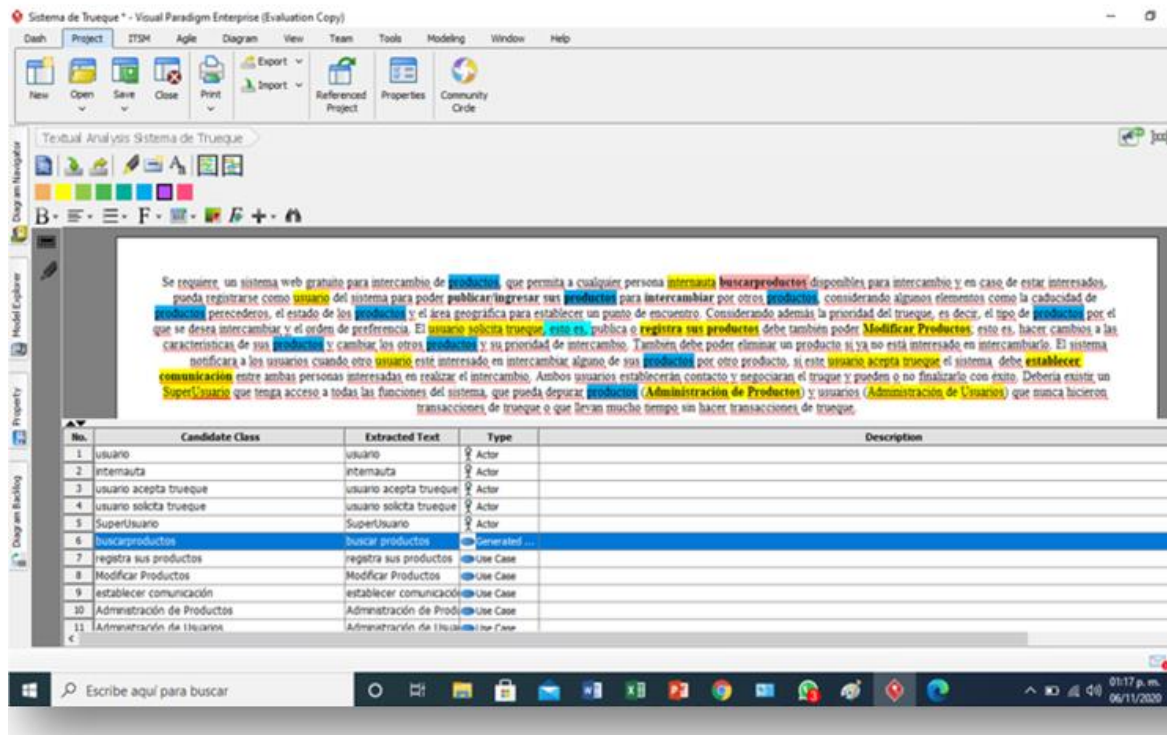 Sistema de Trueque * - Visual Paradigm Enterprise (Evaluation Copy)
Dash Project ITSM Agile Diagram View Team Tools Modeling Window Help
New Open Save Close Print Export Import Referenced Project Properties Community Circle
Textual Analysis Sistema de Trueque
Diagram Navigator
B F
Model Explorer
Property
Diagram Backlog
Se requiere, un sistema web gratuito para intercambio de productos, que permita a cualquier persona internauta buscarproductos disponibles para intercambio y en caso de estar interesados,
pueda registrarse como usuario del sistema para poder publicar/ingresar sus productos para intercambiar por otros productos, considerando algunos elementos como la caducidad de
productos perecederos, el estado de los productos y el área geográfica para establecer un punto de encuentro. Considerando además la prioridad del trueque, es decir, el tipo de productos por el
que se desea intercambiar y el orden de preferencia. El usuario solicita trueque, esto es, publica o registra sus productos debe también poder Modificar Productos, esto es, hacer cambios a las
características de sus productos y cambiar los otros productos y su prioridad de intercambio. También debe poder eliminar un producto si ya no está interesado en intercambiarlo. El sistema
notificara a los usuarios cuando otro usuario esté interesado en intercambiar alguno de sus productos por otro producto, si este usuario acepta trueque el sistema debe establecer
comunicación entre ambas personas interesadas en realizar el intercambio. Ambos usuarios establecerán contacto y negociaran el truque y pueden o no finalizarlo con éxito. Debería existir un
SuperUsuario que tenga acceso a todas las funciones del sistema, que pueda depurar productos (Administración de Productos) y usuarios (Administración de Usuarios) que nunca hicieron
transacciones de trueque o que llevan mucho tiempo sin hacer transacciones de trueque.
No. Candidate Class Extracted Text Type Description
1 usuario usuario Actor
2 internauta internauta Actor
3 usuario acepta trueque usuario acepta trueque Actor
4 usuario solicita trueque usuario solicita trueque Actor
5 SuperUsuario SuperUsuario Actor
6 buscarproductos buscar productos Generated ...
7 registra sus productos registra sus productos Use Case
8 Modificar Productos Modificar Productos Use Case
9 establecer comunicación establecer comunicació Use Case
10 Administración de Productos Administración de Prod Use Case
11 Administración de Usuarios Administración de Usua Use Case
Escribe aquí para buscar
01:17 p. m.
06/11/2020